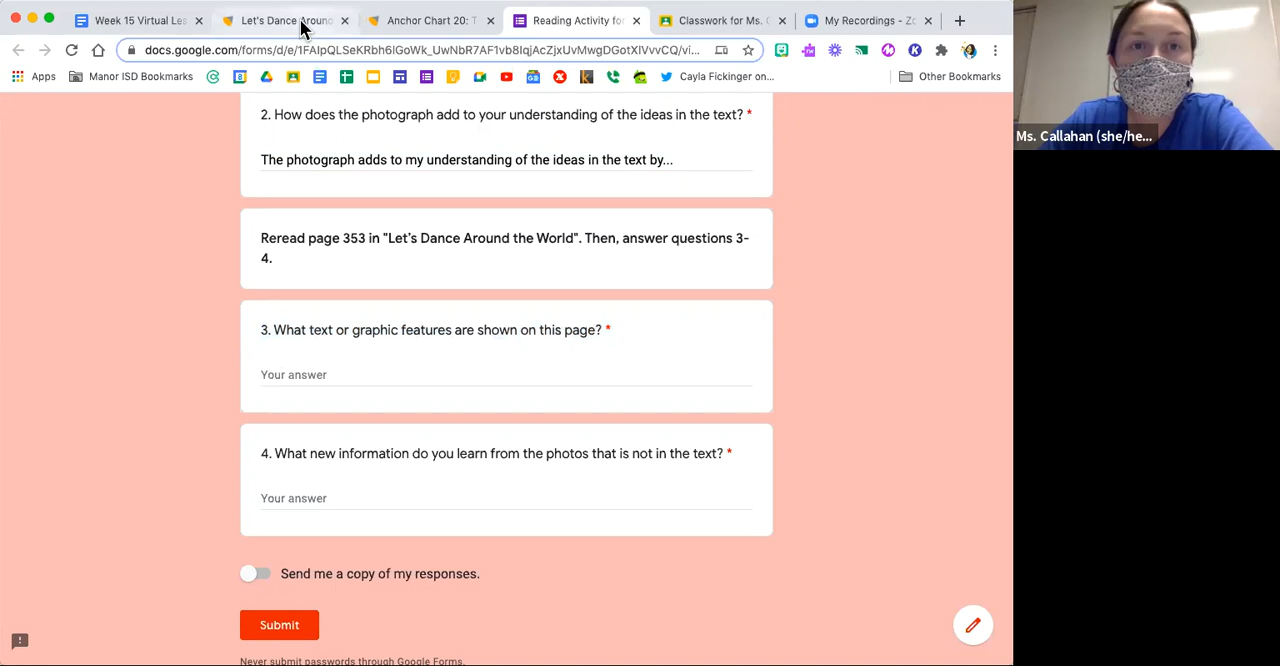 Week 15 Virtual Les
Let's Dance Around
Anchor Chart 20: T
Reading Activity for
Classwork for Ms. C
My Recordings - Zo
docs.google.com/forms/d/e/1FAIpQLSeKRbh6lGoWk_UwNbR7AF1vb8IqjAcZjxUvMwgDGotXlVvvCQ/vi...
Apps
Manor ISD Bookmarks
Cayla Fickinger on...
Other Bookmarks
2. How does the photograph add to your understanding of the ideas in the text? *
The photograph adds to my understanding of the ideas in the text by...
Reread page 353 in "Let's Dance Around the World". Then, answer questions 3-
4.
3. What text or graphic features are shown on this page? *
Your answer
4. What new information do you learn from the photos that is not in the text? *
Your answer
Send me a copy of my responses.
Submit
Never submit passwords through Google Forms.
Ms. Callahan (she/he...